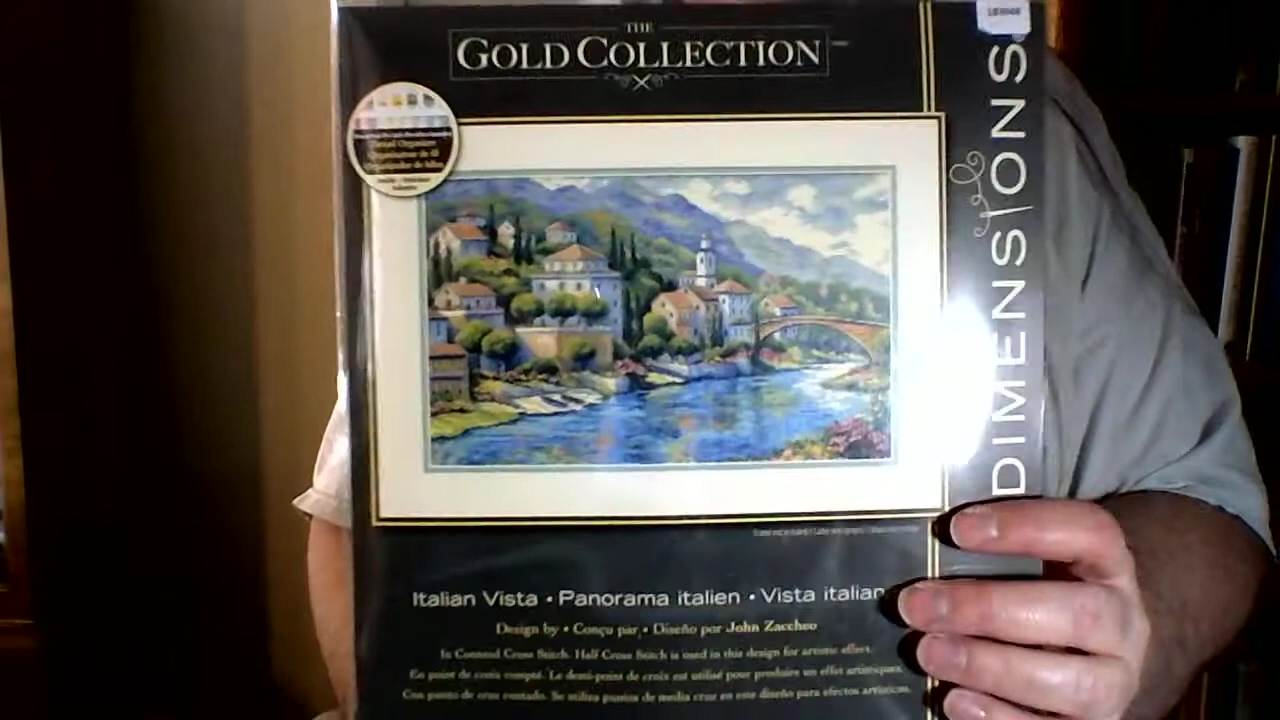 THE
GOLD COLLECTION
DIMENSIONS
Italian Vista • Panorama italien • Vista italian
Design by • Conçu par • Diseño por John Zaccheo
In Counted Cross Stitch. Half Cross Stitch is used in this design for artistic effect.
En point de croix compté. Le demi-point de croix est utilisé pour produire un effet artistique.
Con punto de cruz contado. Se utiliza puntos de media cruz en este diseño para efectos artísticos.